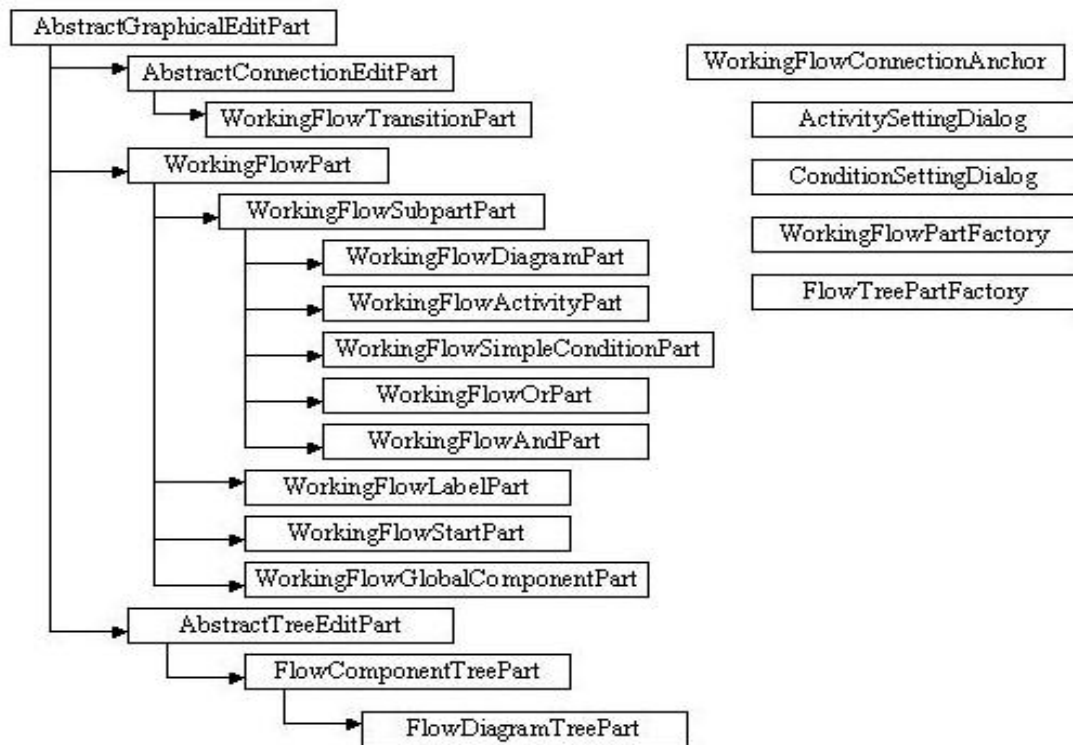 AbstractGraphicalEditPart
AbstractConnectionEditPart
WorkingFlowTransitionPart
WorkingFlowPart
WorkingFlowSubpartPart
WorkingFlowDiagramPart
WorkingFlowActivityPart
WorkingFlowSimpleConditionPart
WorkingFlowOrPart
WorkingFlowAndPart
WorkingFlowLabelPart
WorkingFlowStartPart
WorkingFlowGlobalComponentPart
AbstractTreeEditPart
FlowComponentTreePart
FlowDiagramTreePart
WorkingFlowConnectionAnchor
ActivitySettingDialog
ConditionSettingDialog
WorkingFlowPartFactory
FlowTreePartFactory